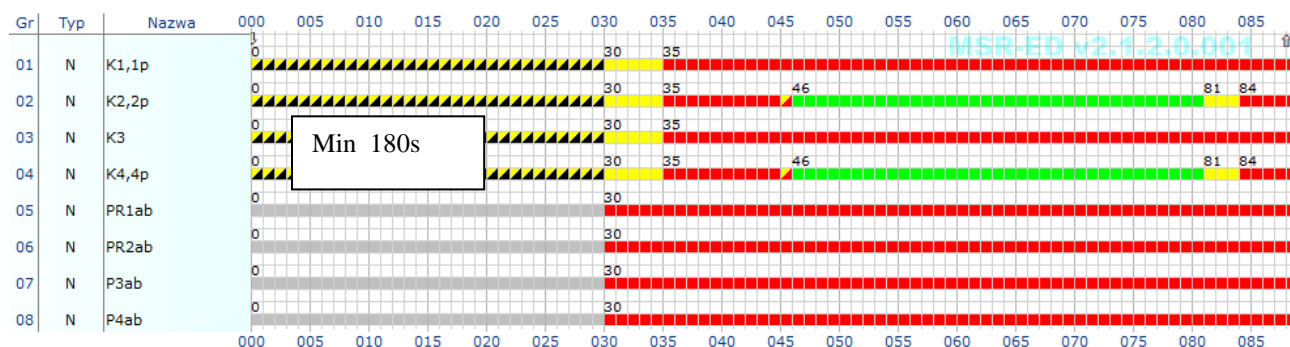 Gr Typ Nazwa 000 005 010 015 020 025 030 035 040 045 050 055 060 065 070 075 080 085
MSR-ED v2.1.2.0.001
01 N K1,1p 0 30 35
02 N K2,2p 0 30 35 46 81 84
03 N K3 0 30 35
Min 180s
04 N K4,4p 0 30 35 46 81 84
05 N PR1ab 0 30
06 N PR2ab 0 30
07 N P3ab 0 30
08 N P4ab 0 30
000 005 010 015 020 025 030 035 040 045 050 055 060 065 070 075 080 085